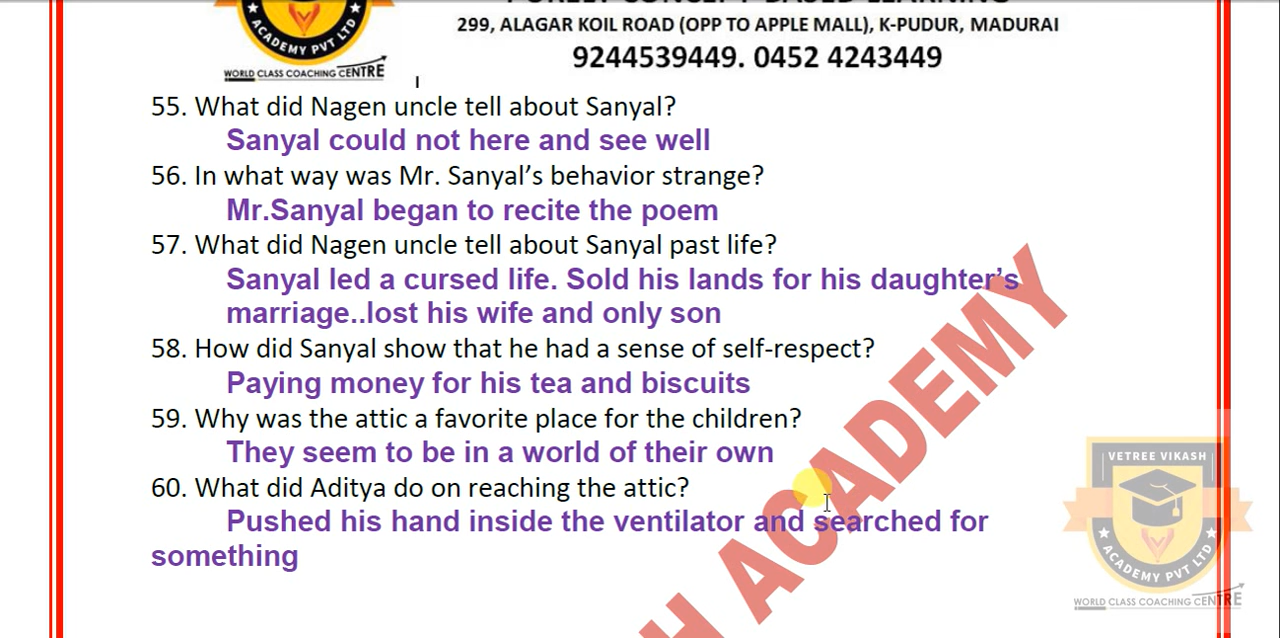 299, ALAGAR KOIL ROAD (OPP TO APPLE MALL), K-PUDUR, MADURAI
ACADEMY PVT LTD
WORLD CLASS COACHING CENTRE
9244539449. 0452 4243449
55. What did Nagen uncle tell about Sanyal?
Sanyal could not here and see well
56. In what way was Mr. Sanyal’s behavior strange?
Mr.Sanyal began to recite the poem
57. What did Nagen uncle tell about Sanyal past life?
Sanyal led a cursed life. Sold his lands for his daughter’s
marriage..lost his wife and only son
58. How did Sanyal show that he had a sense of self-respect?
Paying money for his tea and biscuits
59. Why was the attic a favorite place for the children?
They seem to be in a world of their own
60. What did Aditya do on reaching the attic?
Pushed his hand inside the ventilator and searched for
something
H ACADEMY
VETREE VIKASH
ACADEMY PVT LTD
WORLD CLASS COACHING CENTRE